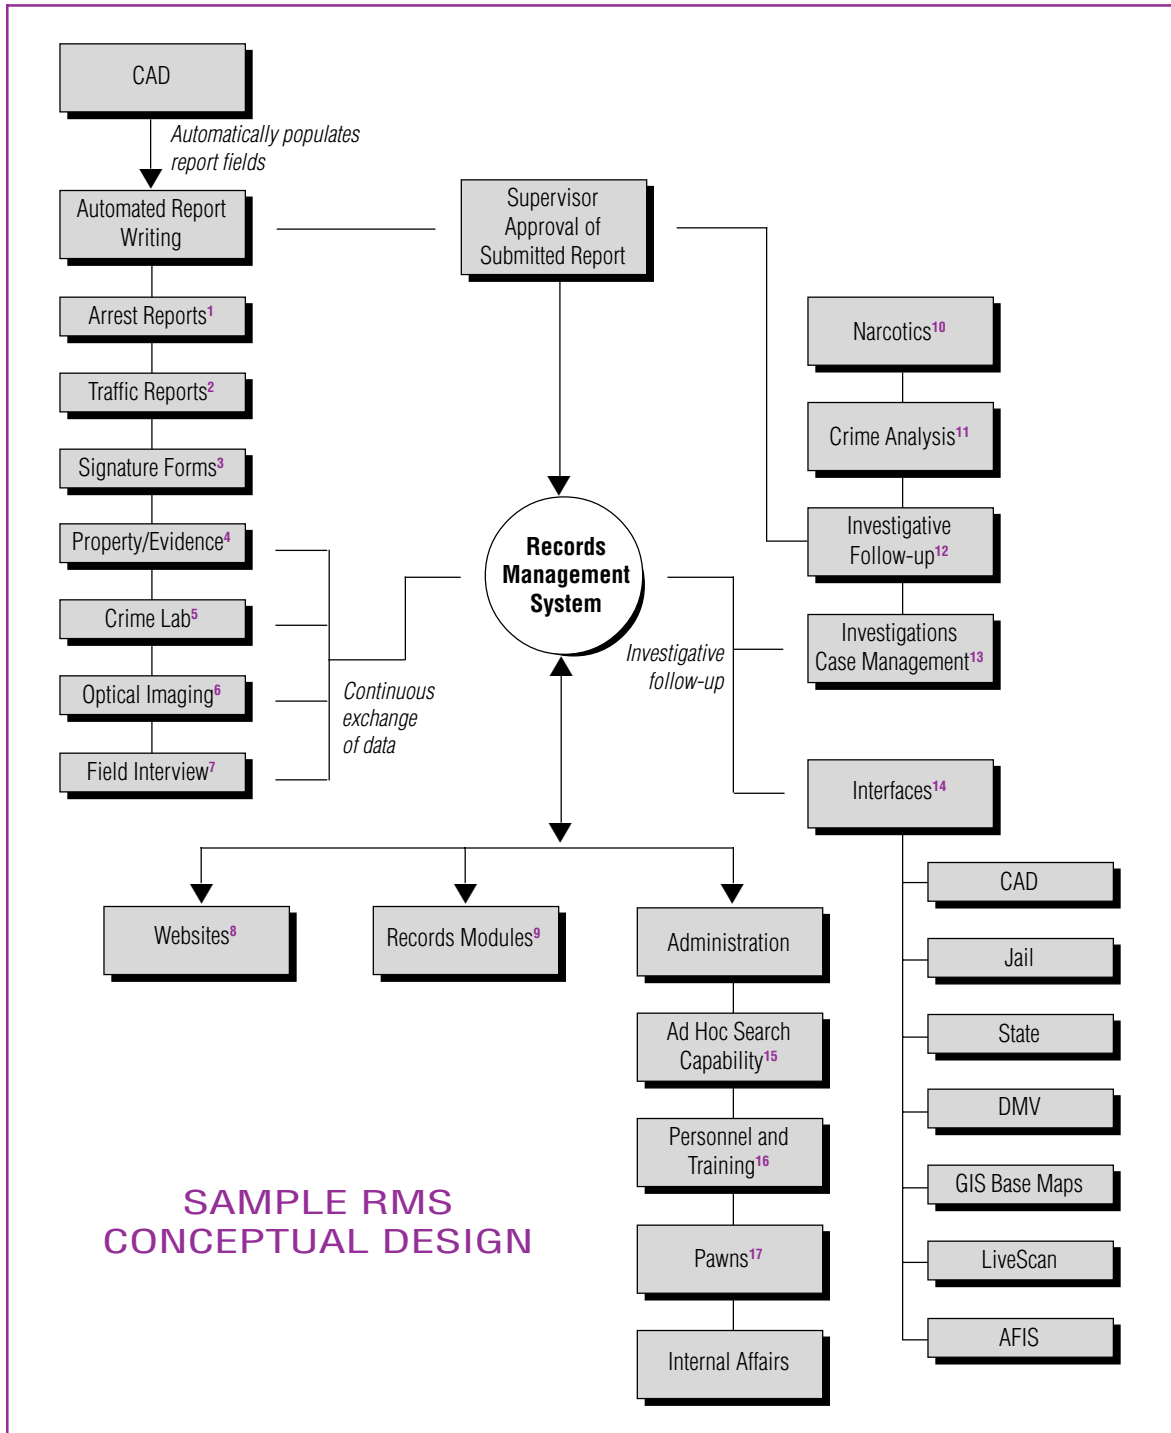 CAD
Automatically populates
report fields
Automated Report
Writing
Supervisor
Approval of
Submitted Report
Arrest Reports1
Traffic Reports2
Signature Forms3
Property/Evidence4
Crime Lab5
Optical Imaging6
Field Interview7
Continuous
exchange
of data
Records
Management
System
Investigative
follow-up
Narcotics10
Crime Analysis11
Investigative
Follow-up12
Investigations
Case Management13
Interfaces14
CAD
Jail
State
DMV
GIS Base Maps
LiveScan
AFIS
Websites8
Records Modules9
Administration
Ad Hoc Search
Capability15
Personnel and
Training16
Pawns17
Internal Affairs
SAMPLE RMS
CONCEPTUAL DESIGN